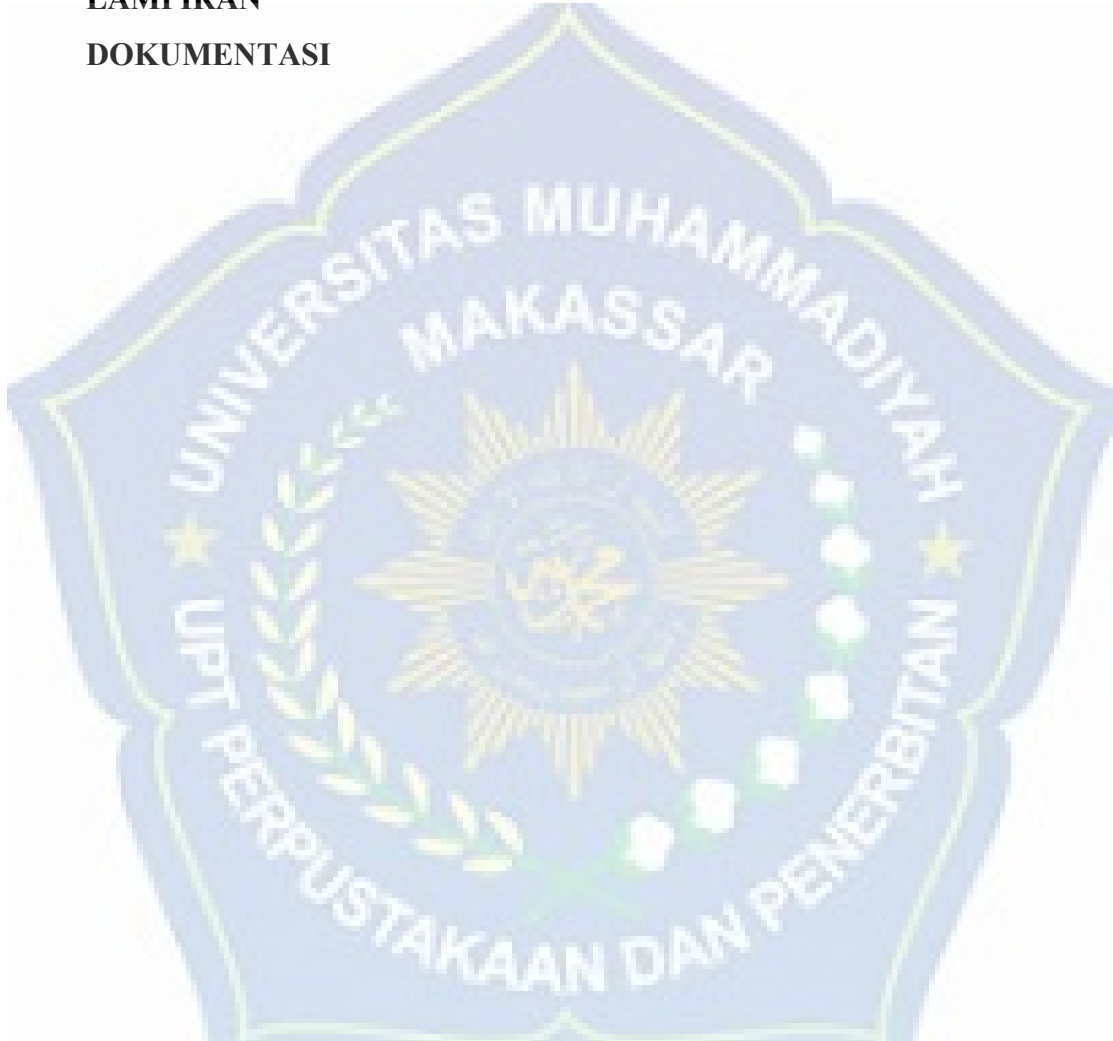 LAMPIRAN
DOKUMENTASI
UNIVERSITAS MUHAMMADIYAH
MAKASSAR
UPT PERPUSTAKAAN DAN PENERBITAN